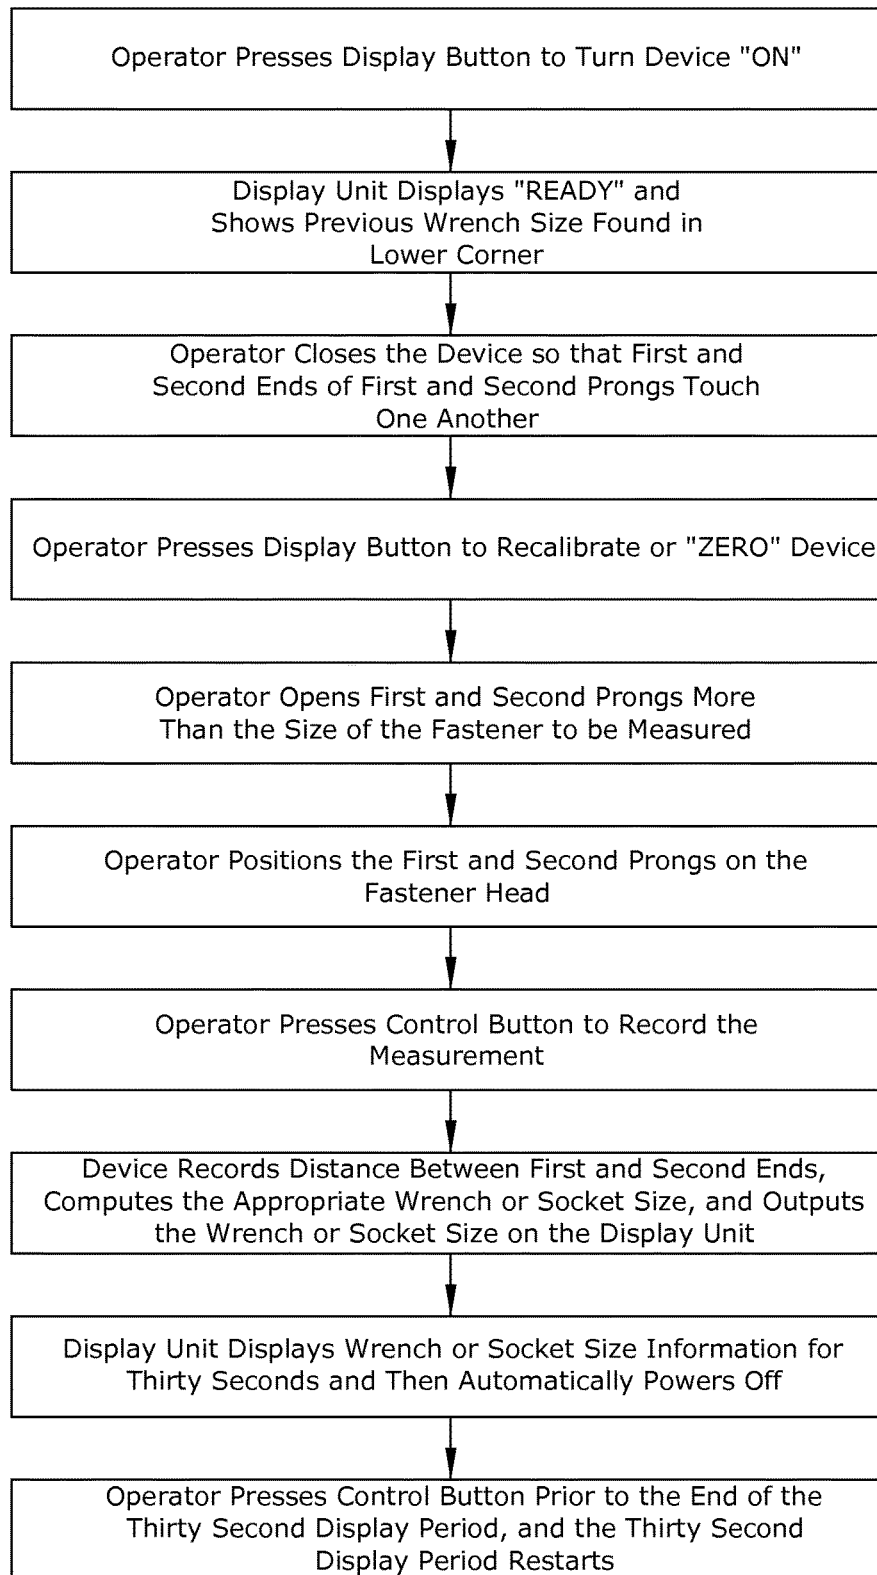 Operator Presses Display Button to Turn Device "ON"
Display Unit Displays "READY" and
Shows Previous Wrench Size Found in
Lower Corner
Operator Closes the Device so that First and
Second Ends of First and Second Prongs Touch
One Another
Operator Presses Display Button to Recalibrate or "ZERO" Device
Operator Opens First and Second Prongs More
Than the Size of the Fastener to be Measured
Operator Positions the First and Second Prongs on the
Fastener Head
Operator Presses Control Button to Record the
Measurement
Device Records Distance Between First and Second Ends,
Computes the Appropriate Wrench or Socket Size, and Outputs
the Wrench or Socket Size on the Display Unit
Display Unit Displays Wrench or Socket Size Information for
Thirty Seconds and Then Automatically Powers Off
Operator Presses Control Button Prior to the End of the
Thirty Second Display Period, and the Thirty Second
Display Period Restarts